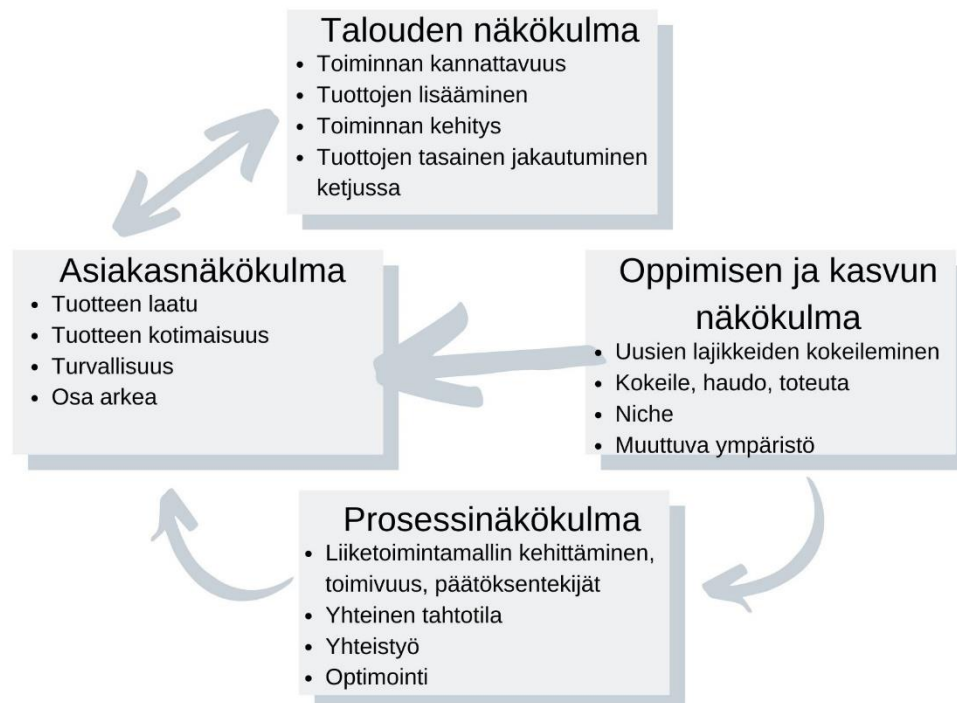 Talouden näkökulma
• Toiminnan kannattavuus
• Tuottojen lisääminen
• Toiminnan kehitys
• Tuottojen tasainen jakautuminen
ketjussa
Asiakasnäkökulma
• Tuotteen laatu
• Tuotteen kotimaisuus
• Turvallisuus
• Osa arkea
Oppimisen ja kasvun
näkökulma
• Uusien lajikkeiden kokeileminen
• Kokeile, haudo, toteuta
• Niche
• Muuttuva ympäristö
Prosessinäkökulma
• Liiketoimintamallin kehittäminen,
toimivuus, päätöksentekijät
• Yhteinen tahtotila
• Yhteistyö
• Optimointi